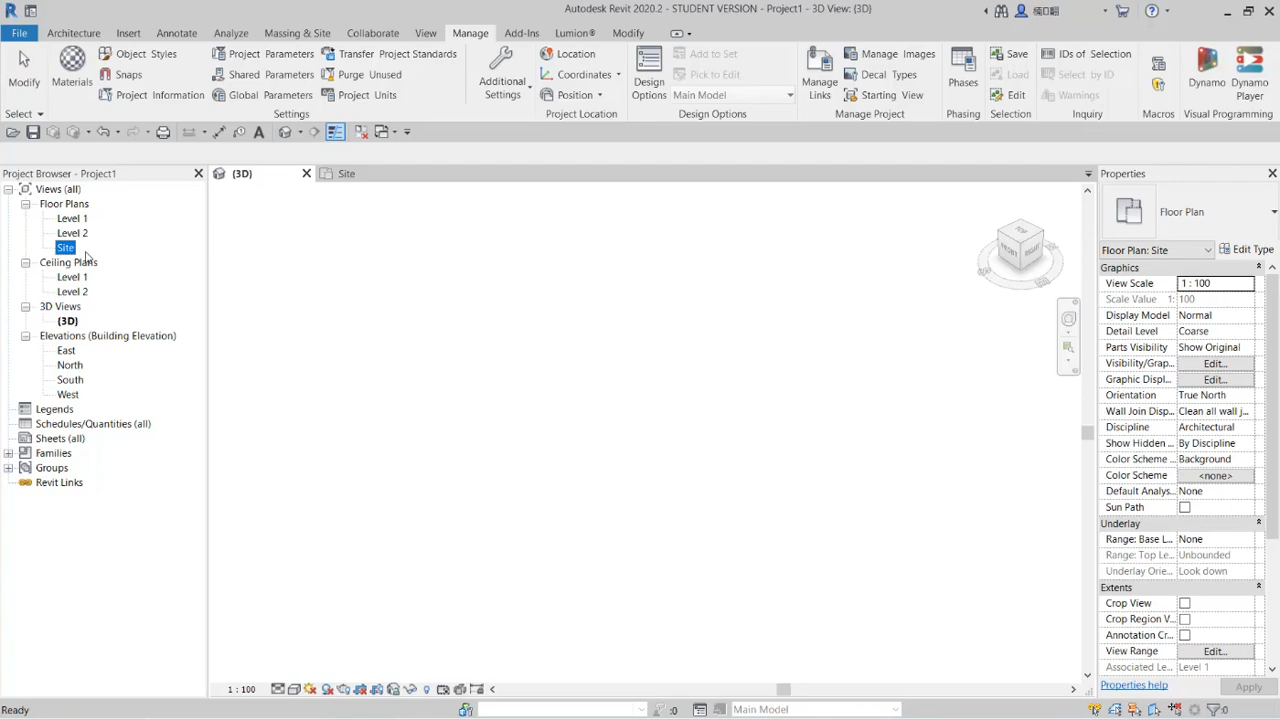 Autodesk Revit 2020.2 - STUDENT VERSION - Project1 - 3D View: {3D}
File Architecture Insert Annotate Analyze Massing & Site Collaborate View Manage Add-Ins Lumion® Modify
Modify
Select
Materials
Object Styles
Snaps
Project Information
Project Parameters
Shared Parameters
Global Parameters
Transfer Project Standards
Purge Unused
Project Units
Settings
Additional
Settings
Location
Coordinates
Position
Project Location
Design
Options
Add to Set
Pick to Edit
Main Model
Design Options
Manage
Links
Manage Images
Decal Types
Starting View
Manage Project
Phases
Phasing
Save
Load
Edit
Selection
IDs of Selection
Select by ID
Warnings
Inquiry
Macros
Dynamo
Dynamo
Player
Visual Programming
Project Browser - Project1
Views (all)
Floor Plans
Level 1
Level 2
Site
Ceiling Plans
Level 1
Level 2
3D Views
{3D}
Elevations (Building Elevation)
East
North
South
West
Legends
Schedules/Quantities (all)
Sheets (all)
Families
Groups
Revit Links
{3D}
Site
TOP
FRONT
RIGHT
Properties
Floor Plan
Floor Plan: Site Edit Type
Graphics
View Scale 1 : 100
Scale Value 1: 100
Display Model Normal
Detail Level Coarse
Parts Visibility Show Original
Visibility/Grap... Edit...
Graphic Displ... Edit...
Orientation True North
Wall Join Disp... Clean all wall j...
Discipline Architectural
Show Hidden ... By Discipline
Color Scheme ... Background
Color Scheme <none>
Default Analys... None
Sun Path
Underlay
Range: Base L... None
Range: Top Le... Unbounded
Underlay Orie... Look down
Extents
Crop View
Crop Region V...
Annotation Cr...
View Range Edit...
Associated Le... Level 1
Properties help Apply
1 : 100
Ready
:0
Main Model
:0